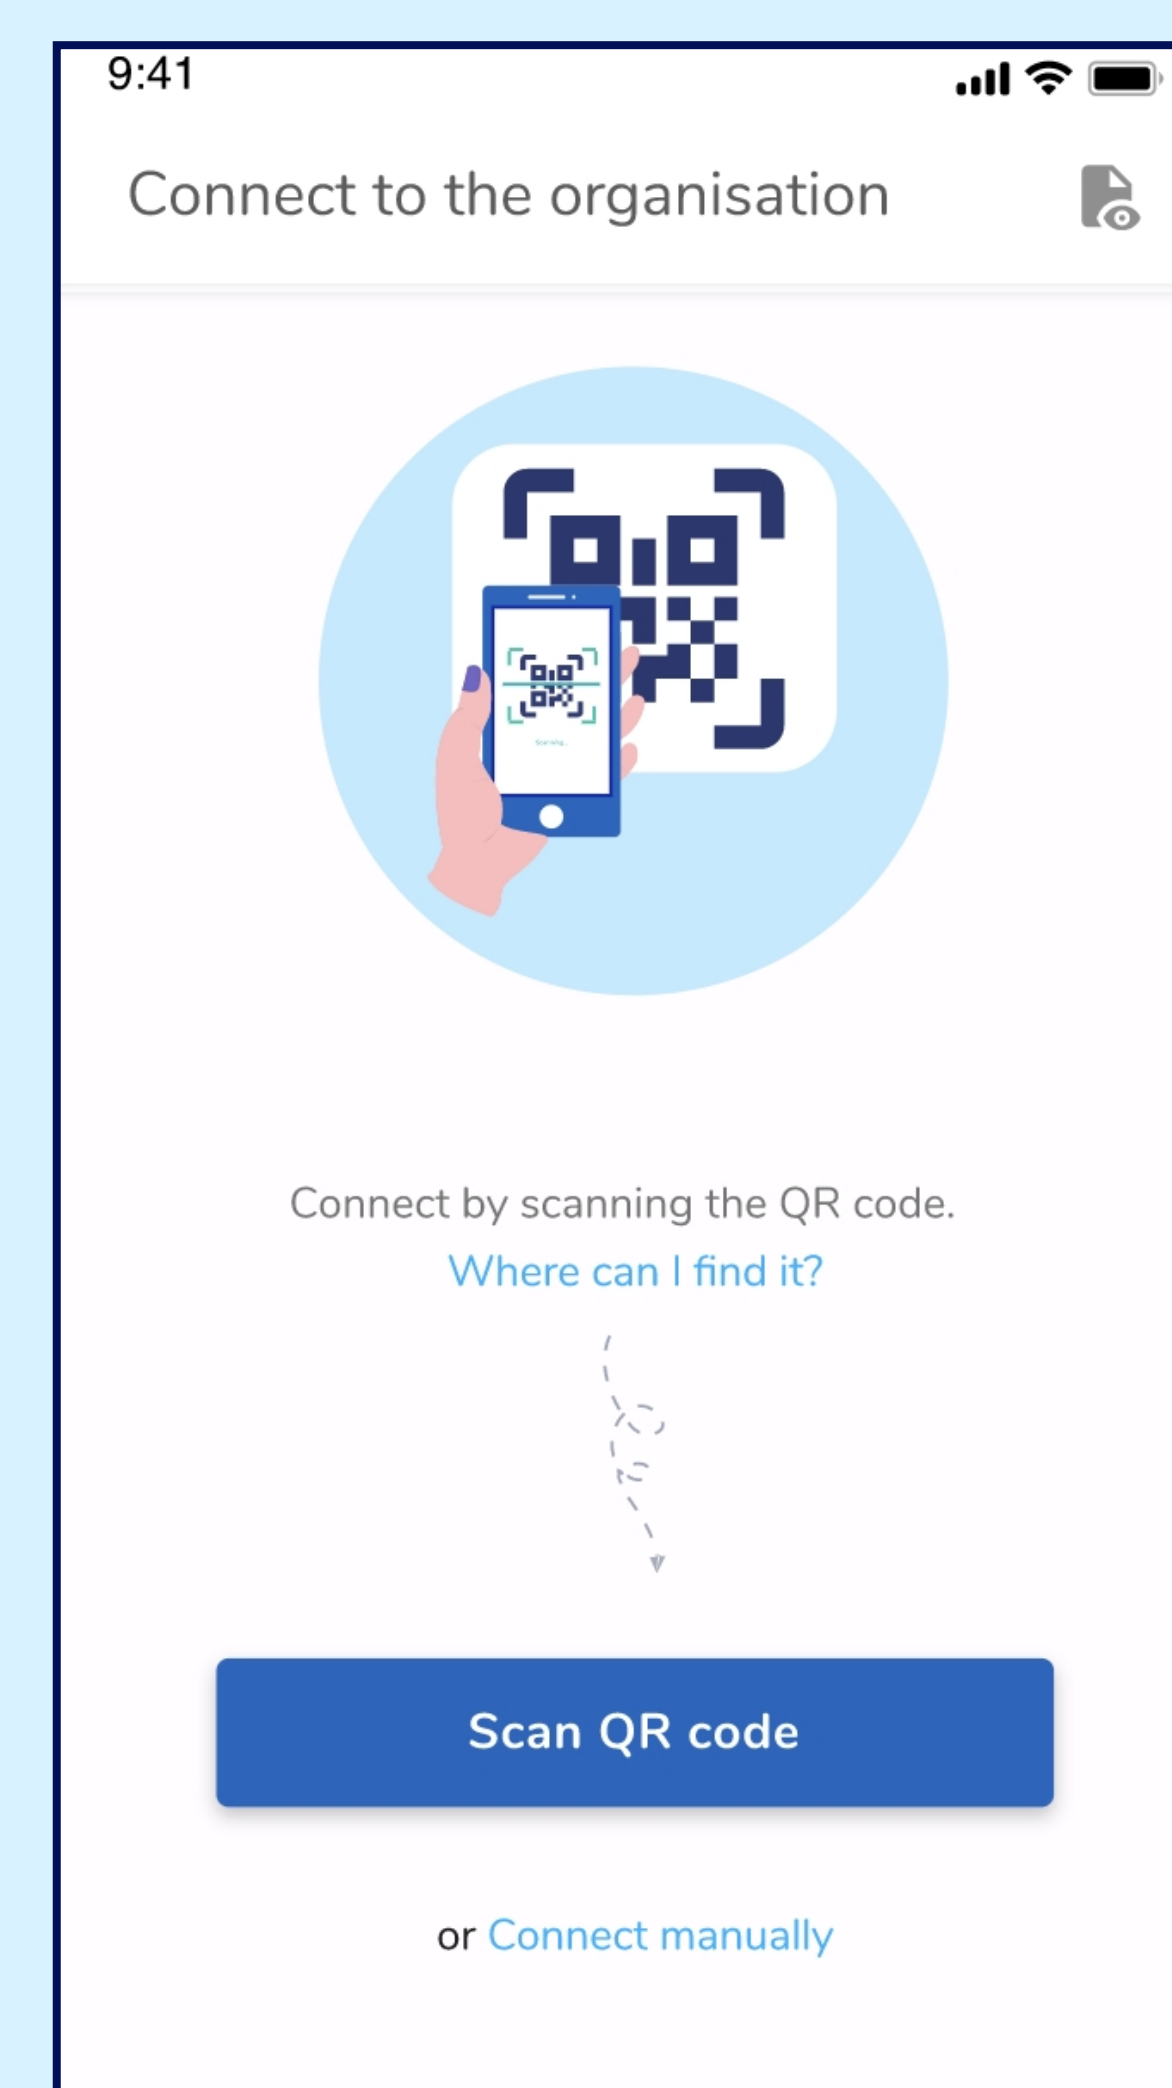 9:41
Connect to the organisation
Scanning...
Connect by scanning the QR code.
Where can I find it?
Scan QR code
or Connect manually